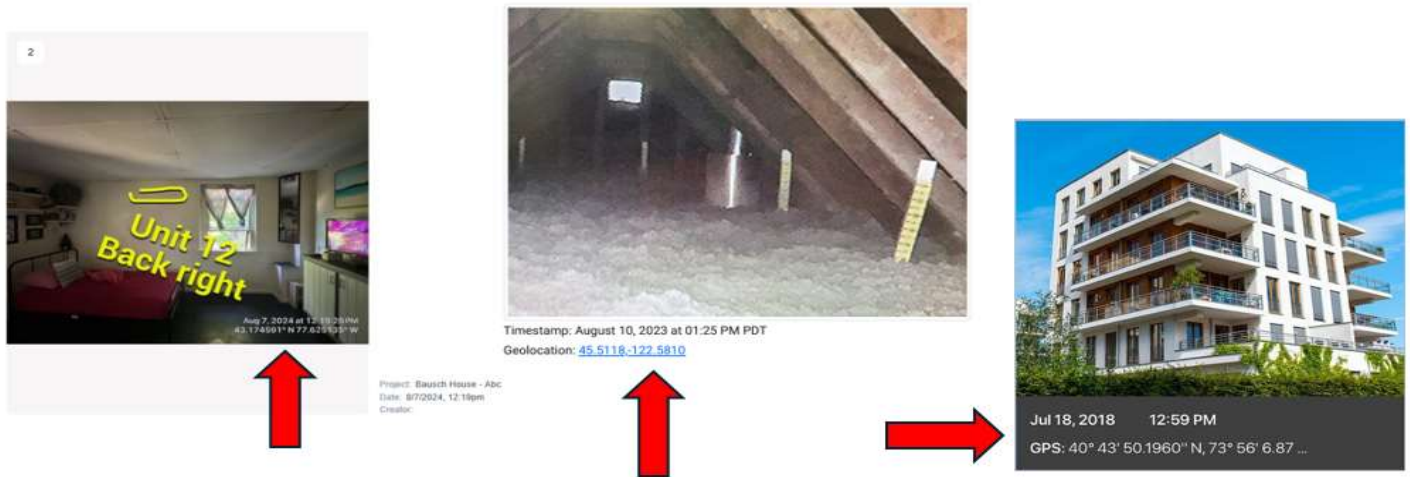 2
Unit 12
Back right
Aug 7, 2024 at 12:19:25 PM
43.174591° N 77.625135° W
Project: Bausch House - Abc
Date: 8/7/2024, 12:19pm
Creator:
Timestamp: August 10, 2023 at 01:25 PM PDT
Geolocation: 45.5118,-122.5810
Jul 18, 2018 12:59 PM
GPS: 40° 43' 50.1960" N, 73° 56' 6.87 ...